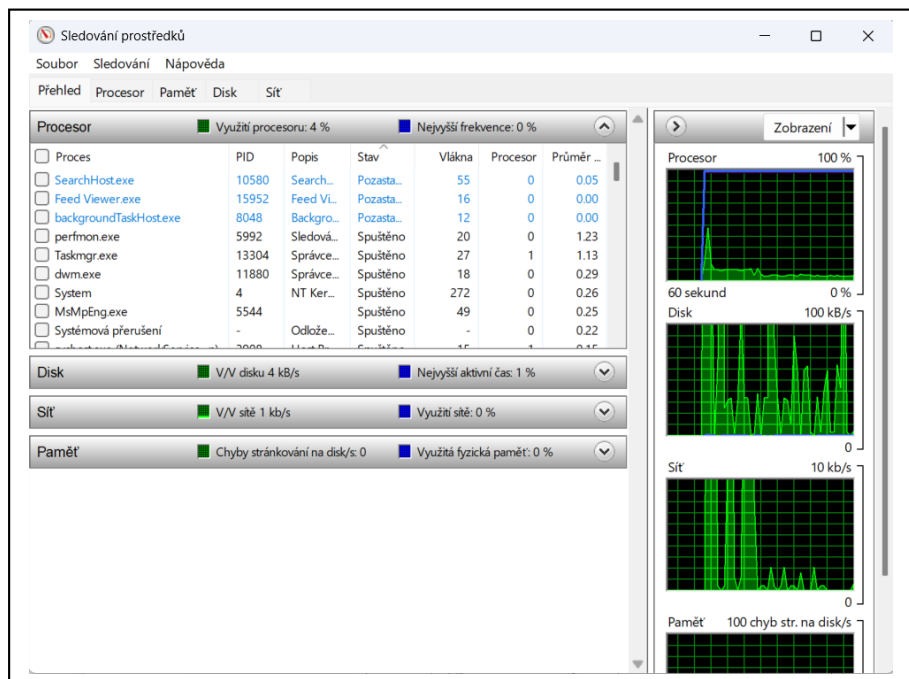 Sledování prostředků
Soubor Sledování Nápověda
Přehled Procesor Paměť Disk Síť
Procesor Využití procesoru: 4 % Nejvyšší frekvence: 0 %
Proces PID Popis Stav Vlákna Procesor Průměr ...
SearchHost.exe 10580 Search... Pozasta... 55 0 0.05
Feed Viewer.exe 15952 Feed Vi... Pozasta... 16 0 0.00
backgroundTaskHost.exe 8048 Backgro... Pozasta... 12 0 0.00
perfmon.exe 5992 Sledová... Spuštěno 20 0 1.23
Taskmgr.exe 13304 Správce... Spuštěno 27 1 1.13
dwm.exe 11880 Správce... Spuštěno 18 0 0.29
System 4 NT Ker... Spuštěno 272 0 0.26
MsMpEng.exe 5544 Spuštěno 49 0 0.25
Systémová přerušení - Odlože... Spuštěno - 0 0.22
Disk V/V disku 4 kB/s Nejvyšší aktivní čas: 1 %
Síť V/V sítě 1 kb/s Využití sítě: 0 %
Paměť Chyby stránkování na disk/s: 0 Využitá fyzická paměť: 0 %
Zobrazení
Procesor 100 %
60 sekund 0 %
Disk 100 kB/s
0
Síť 10 kb/s
0
Paměť 100 chyb str. na disk/s